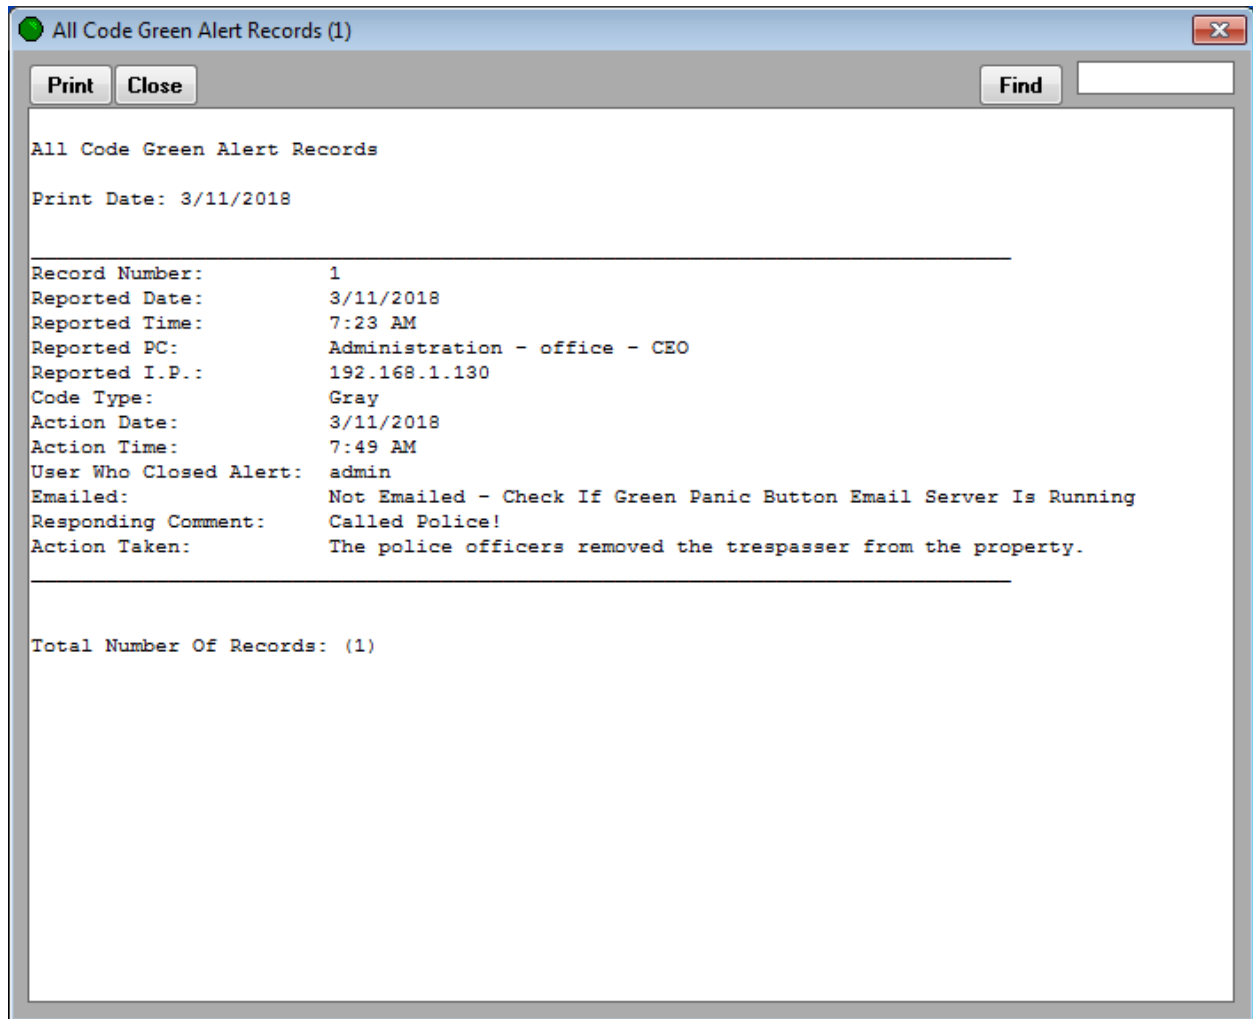 All Code Green Alert Records (1)
Print Close Find
All Code Green Alert Records
Print Date: 3/11/2018
Record Number: 1
Reported Date: 3/11/2018
Reported Time: 7:23 AM
Reported PC: Administration - office - CEO
Reported I.P.: 192.168.1.130
Code Type: Gray
Action Date: 3/11/2018
Action Time: 7:49 AM
User Who Closed Alert: admin
Emailed: Not Emailed - Check If Green Panic Button Email Server Is Running
Responding Comment: Called Police!
Action Taken: The police officers removed the trespasser from the property.
Total Number Of Records: (1)